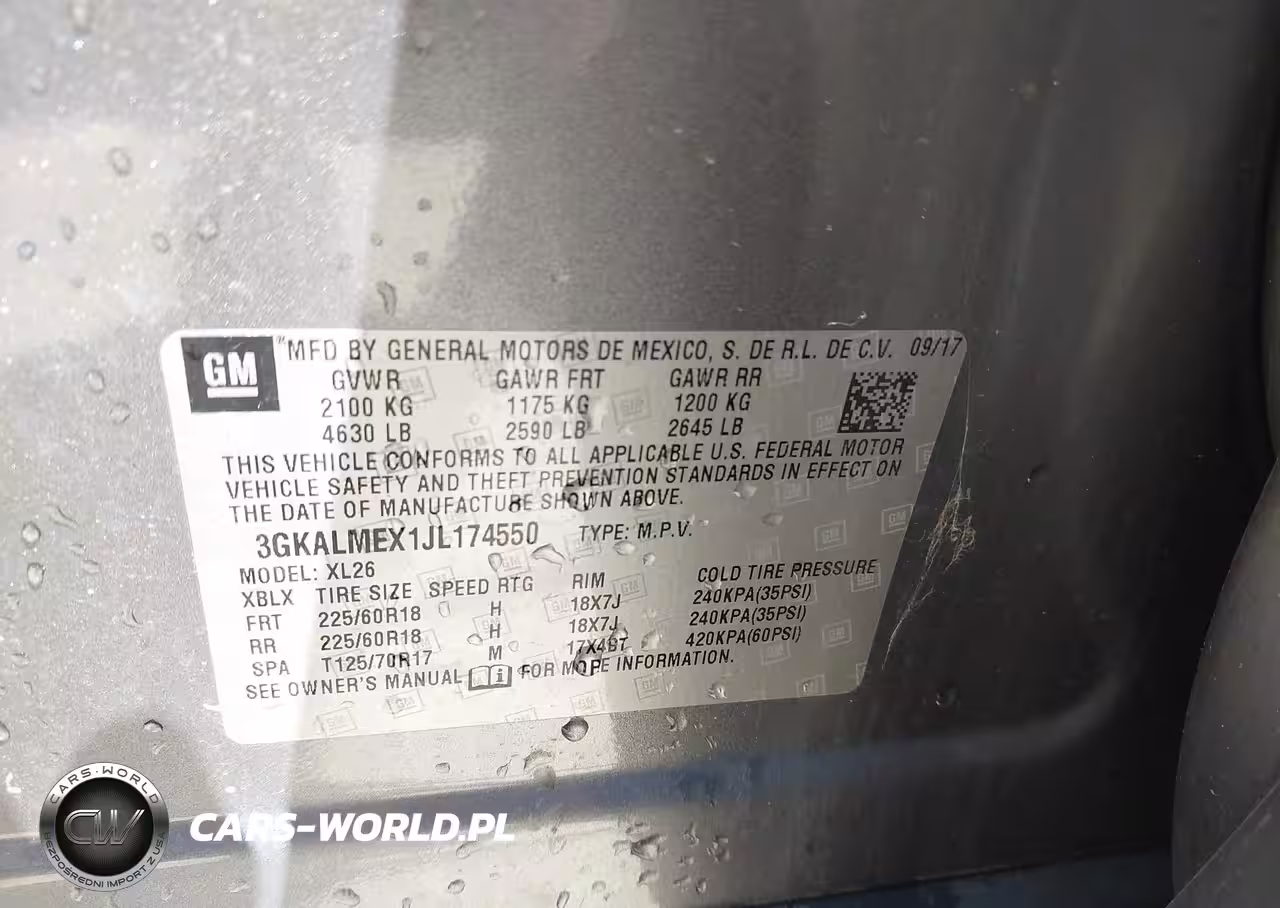 GM
"MFD BY GENERAL MOTORS DE MEXICO, S. DE R.L. DE C.V. 09/17
GVWR GAWR FRT GAWR RR
2100 KG 1175 KG 1200 KG
4630 LB 2590 LB 2645 LB
THIS VEHICLE CONFORMS TO ALL APPLICABLE U.S. FEDERAL MOTOR
VEHICLE SAFETY AND THEFT PREVENTION STANDARDS IN EFFECT ON
THE DATE OF MANUFACTURE SHOWN ABOVE.
3GKALMEX1JL174550 TYPE: M.P.V.
MODEL: XL26
XBLX TIRE SIZE SPEED RTG RIM COLD TIRE PRESSURE
FRT 225/60R18 H 18X7J 240KPA(35PSI)
RR 225/60R18 H 18X7J 240KPA(35PSI)
SPA T125/70R17 M 17X4BT 420KPA(60PSI)
SEE OWNER'S MANUAL FOR MORE INFORMATION.
CARS-WORLD
CW
BEZPOŚREDNI IMPORT Z USA
CARS-WORLD.PL